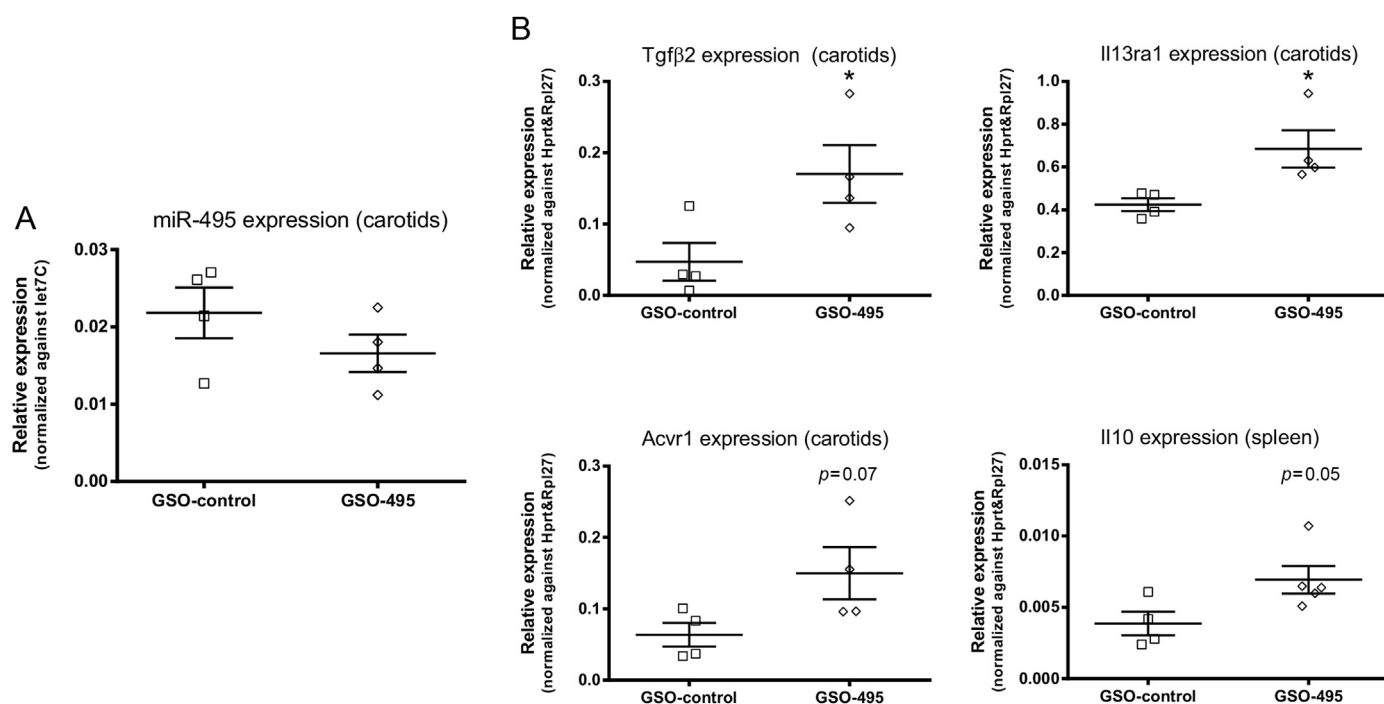 A
miR-495 expression (carotids)
Relative expression
(normalized against let7C)
0.03
0.02
0.01
0.00
GSO-control
GSO-495
B
Tgfβ2 expression (carotids)
Relative expression
(normalized against Hprt&Rpl27)
0.3
0.2
0.1
0.0
*
GSO-control
GSO-495
Il13ra1 expression (carotids)
Relative expression
(normalized against Hprt&Rpl27)
1.0
0.8
0.6
0.4
0.2
0.0
*
GSO-control
GSO-495
Acvr1 expression (carotids)
Relative expression
(normalized against Hprt&Rpl27)
0.3
0.2
0.1
0.0
p=0.07
GSO-control
GSO-495
Il10 expression (spleen)
Relative expression
(normalized against Hprt&Rpl27)
0.015
0.010
0.005
0.000
p=0.05
GSO-control
GSO-495